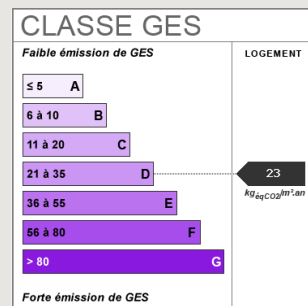 CLASSE GES
Faible émission de GES
LOGEMENT
≤ 5 A
6 à 10 B
11 à 20 C
21 à 35 D
23
kgéqCO2/m².an
36 à 55 E
56 à 80 F
> 80 G
Forte émission de GES